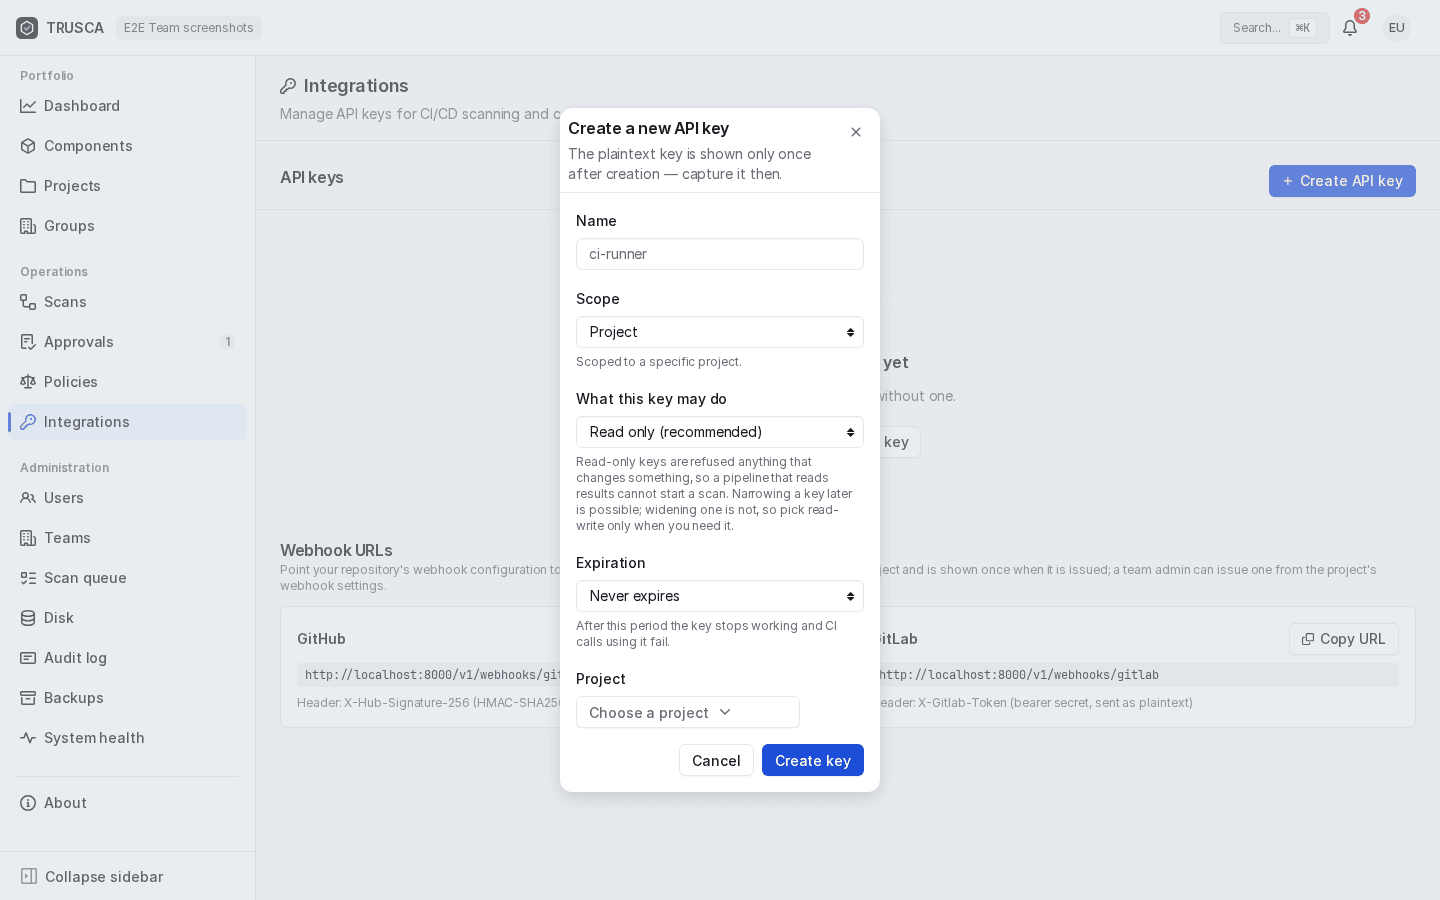 TRUSCA
E2E Team screenshots
Search...
⌘K
3
EU
Portfolio
Dashboard
Components
Projects
Groups
Operations
Scans
Approvals
1
Policies
Integrations
Administration
Users
Teams
Scan queue
Disk
Audit log
Backups
System health
About
Collapse sidebar
Integrations
Manage API keys for CI/CD scanning and
API keys
+ Create API key
yet
without one.
key
Webhook URLs
Point your repository's webhook configuration to
and is shown once when it is issued; a team admin can issue one from the project's
webhook settings.
GitHub
http://localhost:8000/v1/webhooks/
Header: X-Hub-Signature-256
Copy URL
http://localhost:8000/v1/webhooks/gitlab
X-Gitlab-Token (bearer secret, sent as plaintext)
Create a new API key
The plaintext key is shown only once
after creation — capture it then.
Name
ci-runner
Scope
Project
Scoped to a specific project.
What this key may do
Read only (recommended)
Read-only keys are refused anything that
changes something, so a pipeline that reads
results cannot start a scan. Narrowing a key later
is possible; widening one is not, so pick read-
write only when you need it.
Expiration
Never expires
After this period the key stops working and CI
calls using it fail.
Project
Choose a project
Cancel
Create key